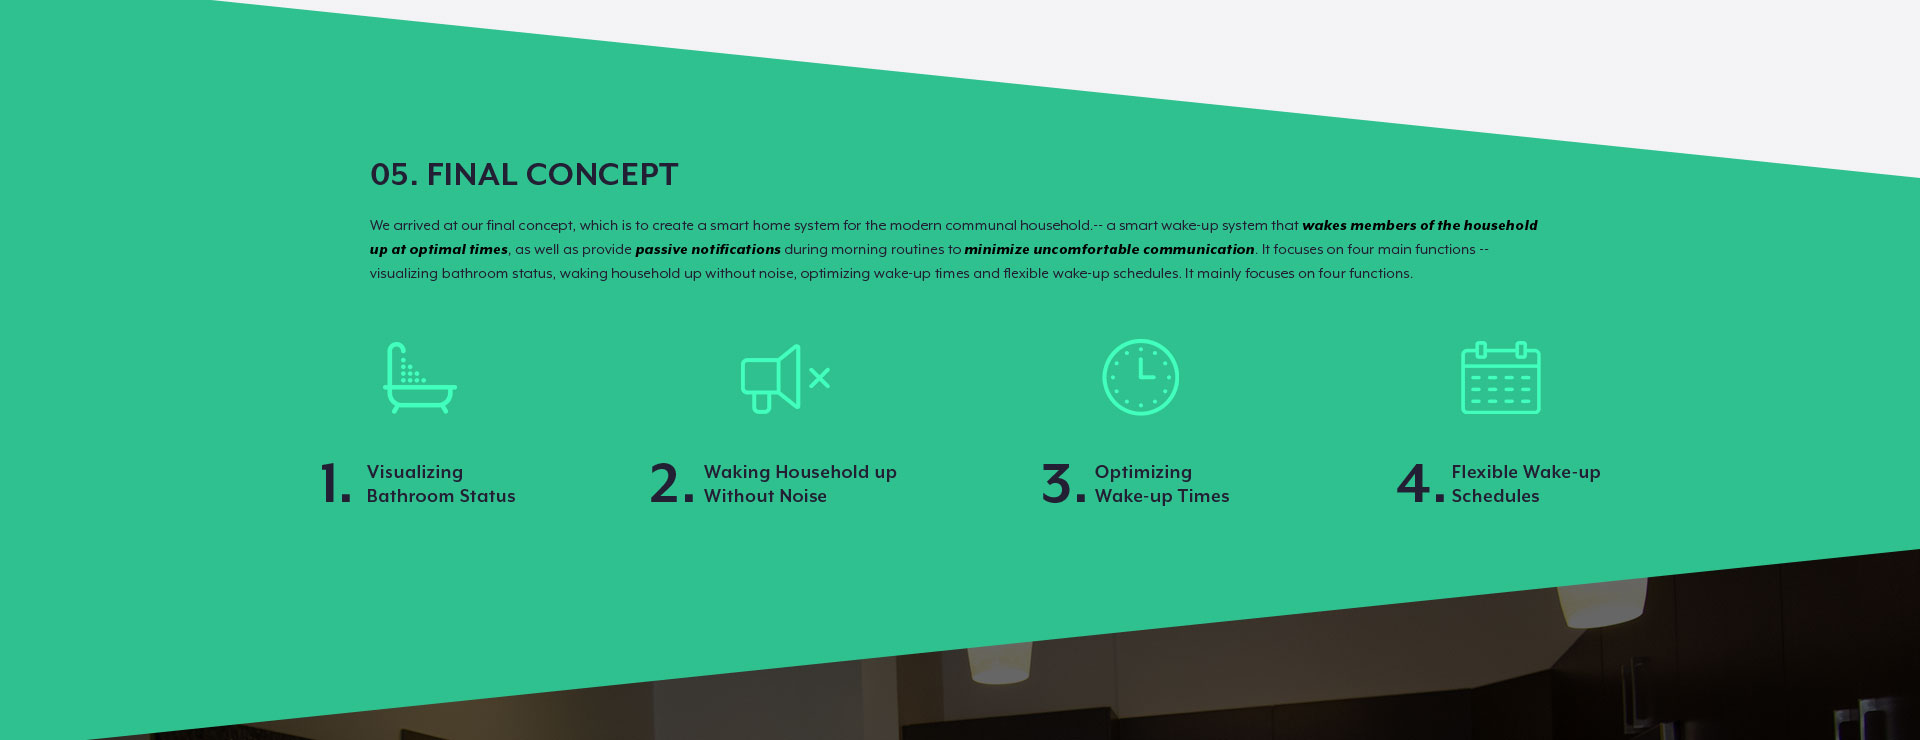 05. FINAL CONCEPT
We arrived at our final concept, which is to create a smart home system for the modern communal household.-- a smart wake-up system that wakes members of the household
up at optimal times, as well as provide passive notifications during morning routines to minimize uncomfortable communication. It focuses on four main functions --
visualizing bathroom status, waking household up without noise, optimizing wake-up times and flexible wake-up schedules. It mainly focuses on four functions.
1. Visualizing
Bathroom Status
2. Waking Household up
Without Noise
3. Optimizing
Wake-up Times
4. Flexible Wake-up
Schedules